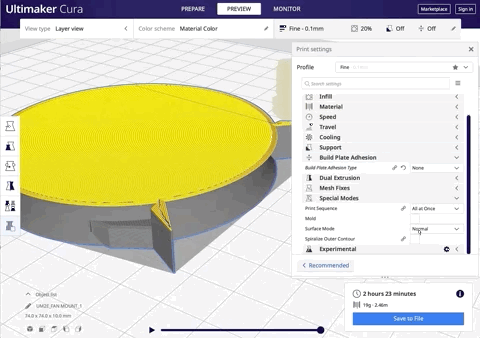 Ultimaker Cura
PREPARE
PREVIEW
MONITOR
Marketplace
Sign in
View type
Layer view
Color scheme
Material Color
Fine - 0.1mm
20%
Off
Off
Print settings
Profile
Fine
Search settings
Infill
Material
Speed
Travel
Cooling
Support
Build Plate Adhesion
Build Plate Adhesion Type
None
Dual Extrusion
Mesh Fixes
Special Modes
Print Sequence
All at Once
Mold
Surface Mode
Normal
Spiralize Outer Contour
Experimental
Recommended
Object list
74.0 x 74.0 x 10.0 mm
2 hours 23 minutes
19g · 2.46m
Save to File